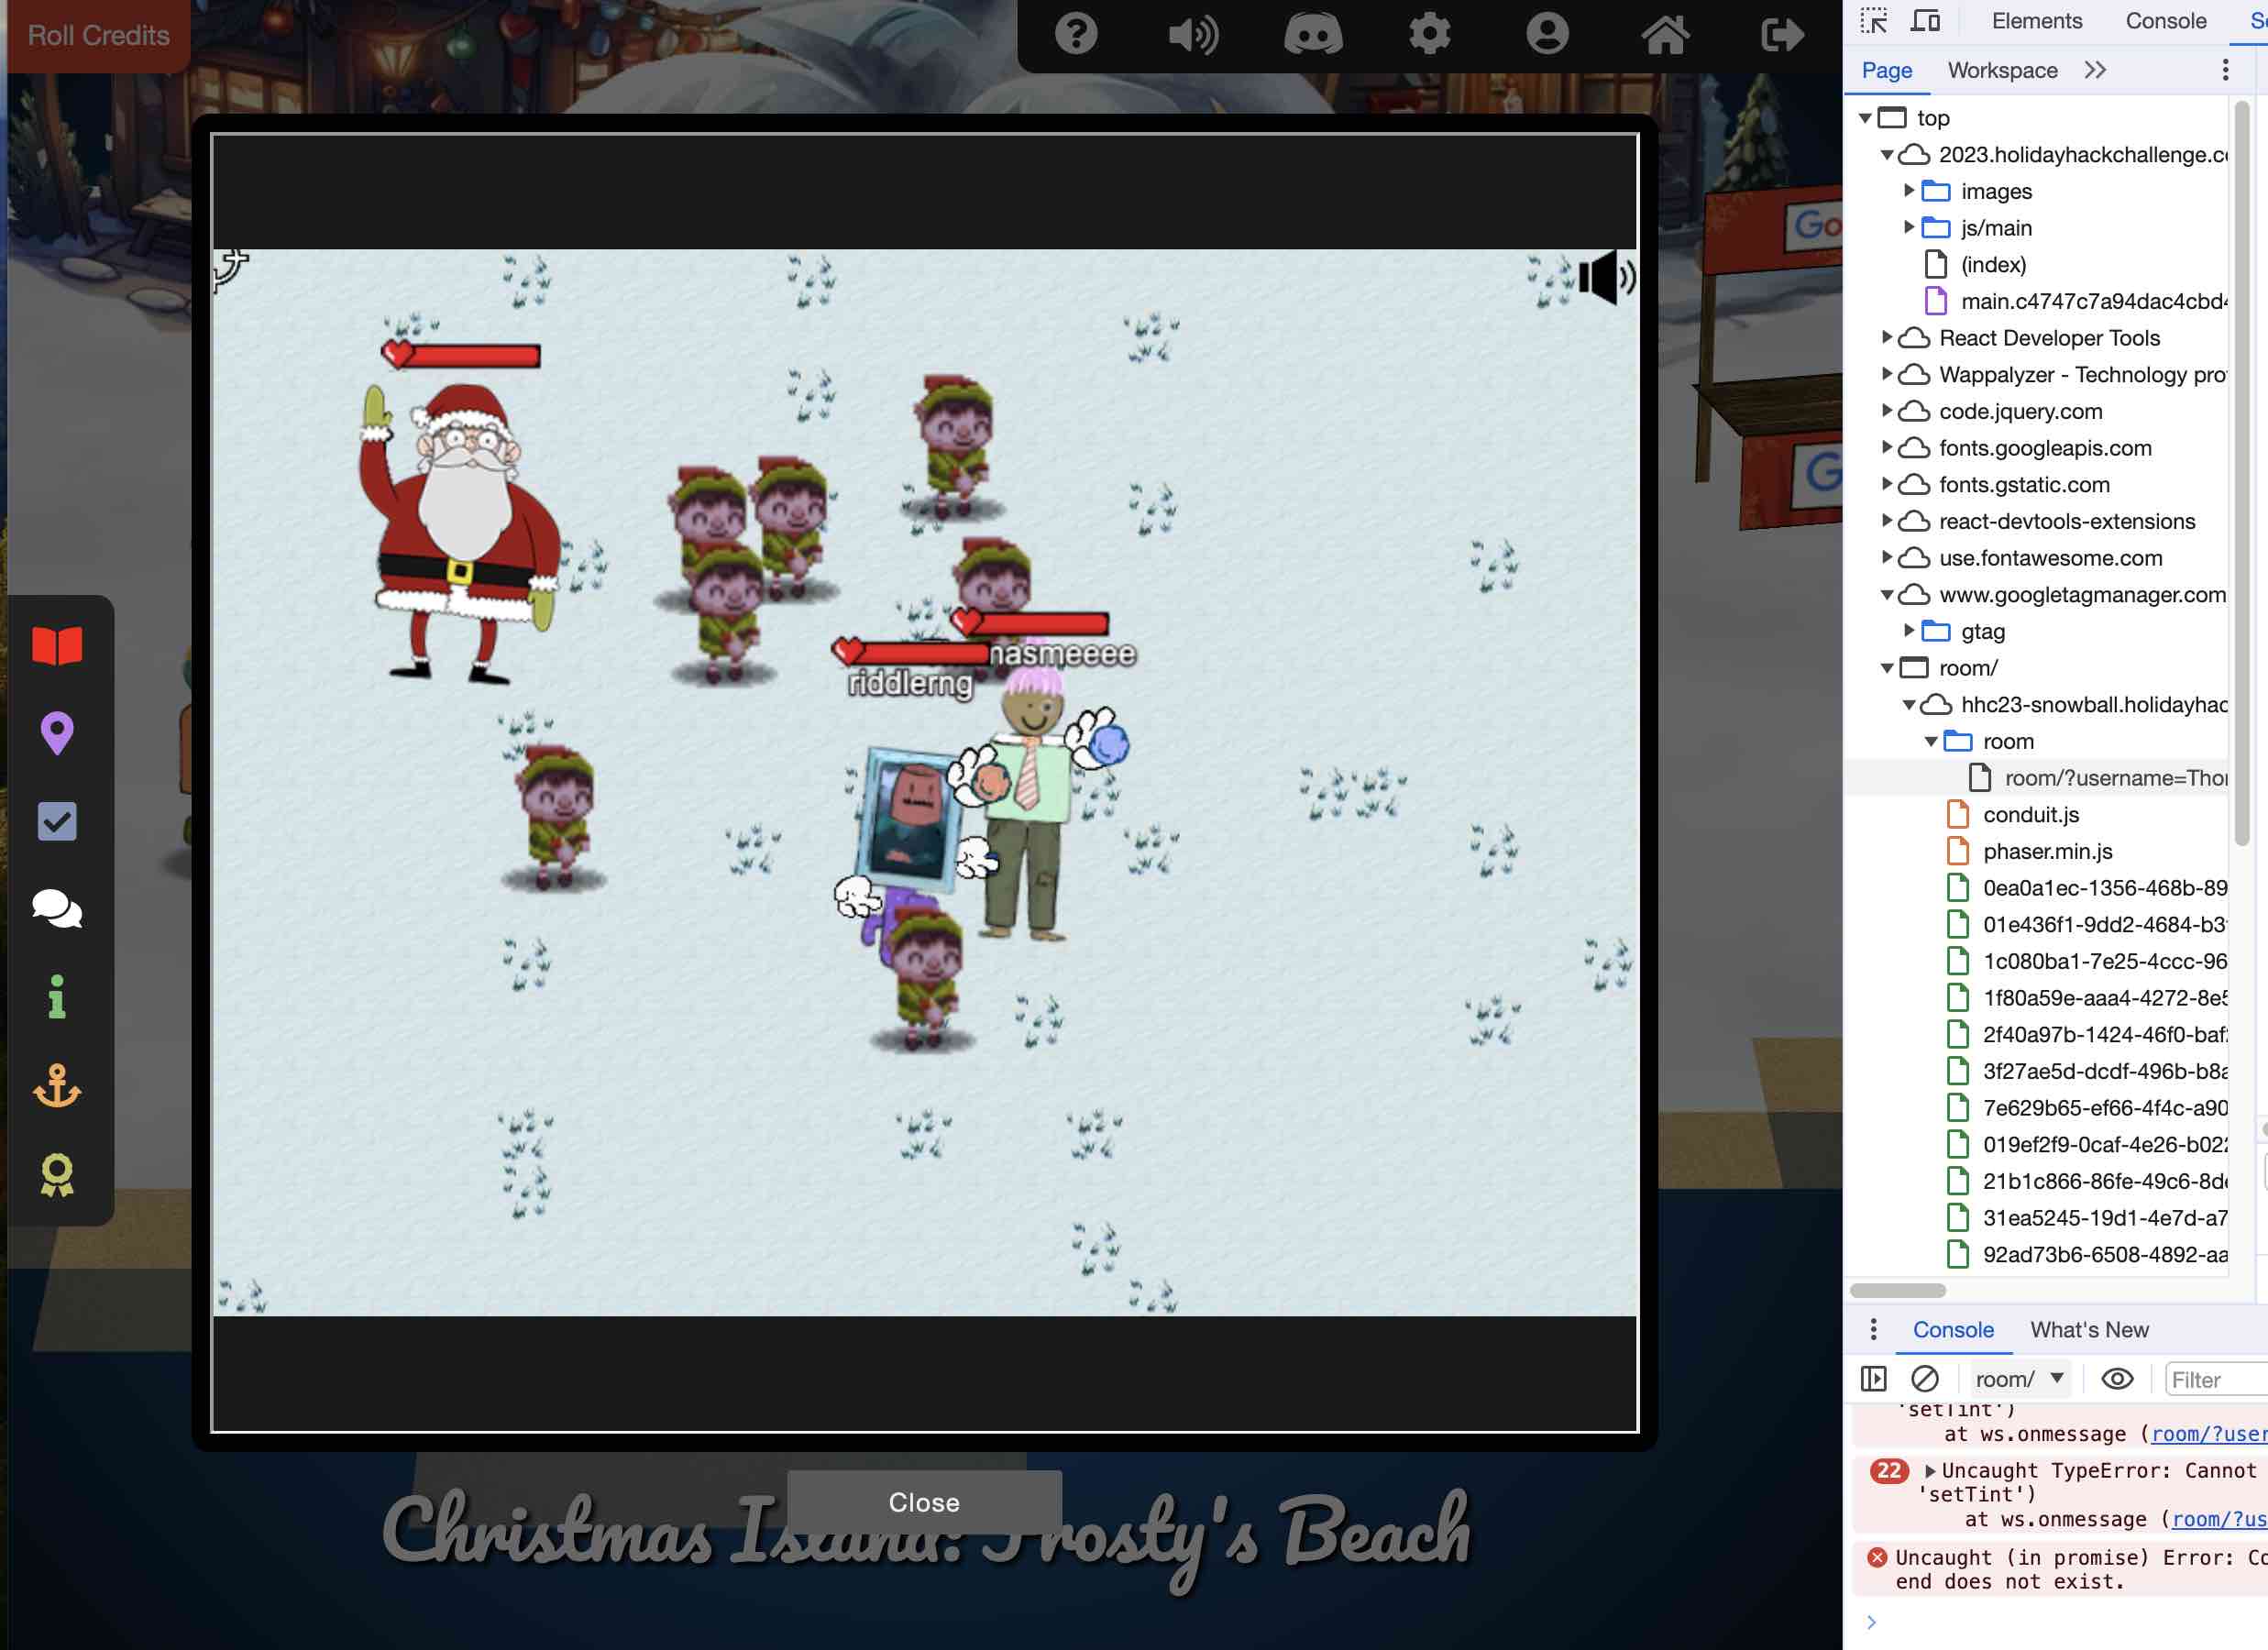 Roll Credits
Elements Console
Page Workspace
top
2023.holidayhackchallenge.c
images
Go
js/main
(index)
main.c4747c7a94dac4cbd
React Developer Tools
Wappalyzer - Technology pro
code.jquery.com
fonts.googleapis.com
G
fonts.gstatic.com
react-devtools-extensions
use.fontawesome.com
www.googletagmanager.com
gtag
nasmeeee
riddlerng
room/
hhc23-snowball.holidayhac
room
room/?username=Tho
conduit.js
phaser.min.js
0ea0a1ec-1356-468b-89
01e436f1-9dd2-4684-b3
1c080ba1-7e25-4ccc-96
1f80a59e-aaa4-4272-8e5
2f40a97b-1424-46f0-baf
3f27ae5d-dcdf-496b-b8a
7e629b65-ef66-4f4c-a90
019ef2f9-0caf-4e26-b022
21b1c866-86fe-49c6-8d
31ea5245-19d1-4e7d-a7
92ad73b6-6508-4892-aa
Console What's New
room/ Filter
'setTint')
at ws.onmessage (room/?user
22 Uncaught TypeError: Cannot
'setTint')
at ws.onmessage (room/?us
Uncaught (in promise) Error: Co
end does not exist.
Close
Christmas Island: Frosty's Beach